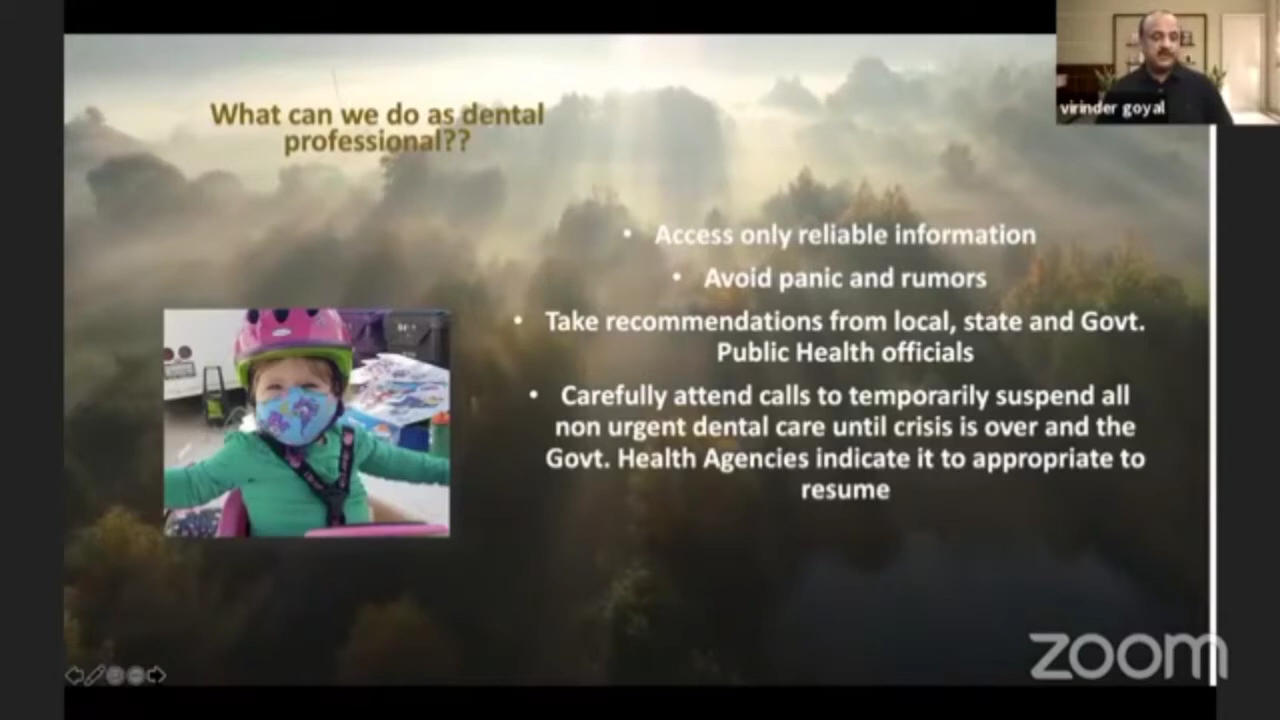 What can we do as dental
professional??
virinder goyal
• Access only reliable information
• Avoid panic and rumors
• Take recommendations from local, state and Govt.
Public Health officials
• Carefully attend calls to temporarily suspend all
non urgent dental care until crisis is over and the
Govt. Health Agencies indicate it to appropriate to
resume
zoom